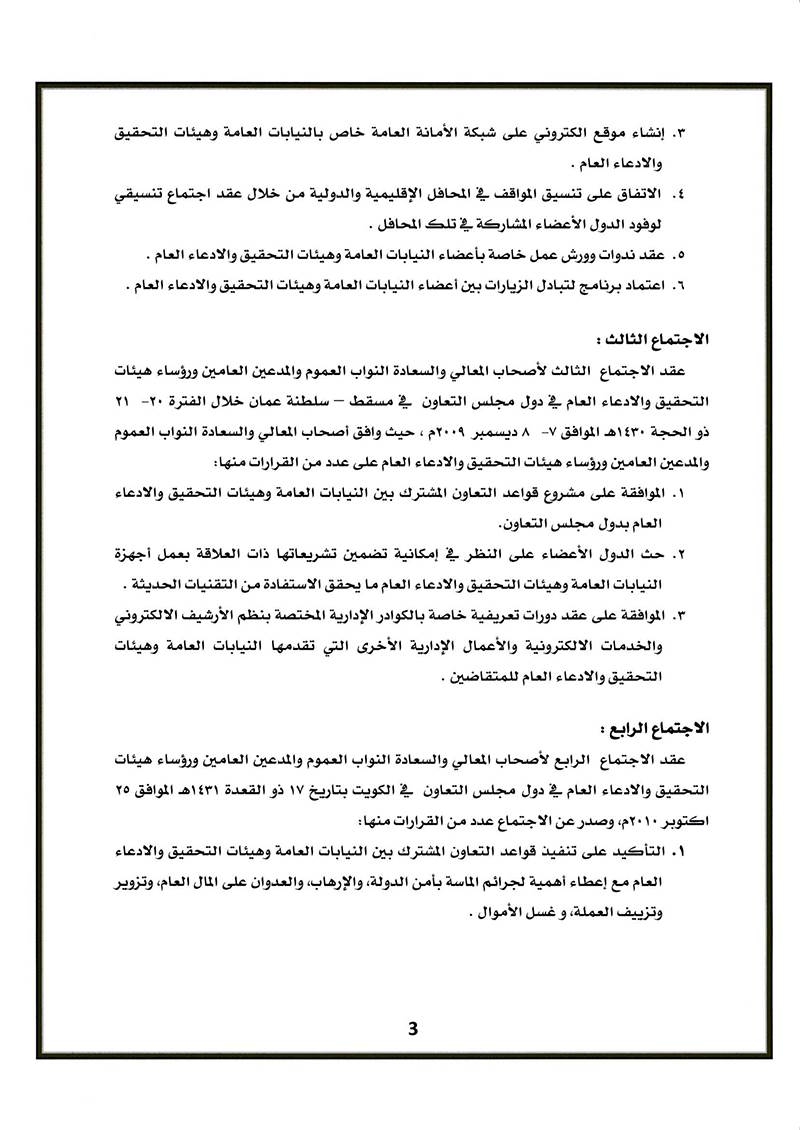 ٣. إنشاء موقع الكتروني على شبكة الأمانة العامة خاص بالنيابات العامة وهيئات التحقيق
والادعاء العام .
٤. الاتفاق على تنسيق المواقف في المحافل الإقليمية والدولية من خلال عقد اجتماع تنسيقي
لوفود الدول الأعضاء المشاركة في تلك المحافل .
٥. عقد ندوات وورش عمل خاصة بأعضاء النيابات العامة وهيئات التحقيق والادعاء العام .
٦. اعتماد برنامج لتبادل الزيارات بين أعضاء النيابات العامة وهيئات التحقيق والادعاء العام .
الاجتماع الثالث :
عقد الاجتماع الثالث لأصحاب المعالي والسعادة النواب العموم والمدعين العامين ورؤساء هيئات
التحقيق والادعاء العام في دول مجلس التعاون في مسقط – سلطنة عمان خلال الفترة ٢٠- ٢١
ذو الحجة ١٤٣٠هـ الموافق ٧- ٨ ديسمبر ٢٠٠٩م ، حيث وافق أصحاب المعالي والسعادة النواب العموم
والمدعين العامين ورؤساء هيئات التحقيق والادعاء العام على عدد من القرارات منها:
١. الموافقة على مشروع قواعد التعاون المشترك بين النيابات العامة وهيئات التحقيق والادعاء
العام بدول مجلس التعاون.
٢. حث الدول الأعضاء على النظر في إمكانية تضمين تشريعاتها ذات العلاقة بعمل أجهزة
النيابات العامة وهيئات التحقيق والادعاء العام ما يحقق الاستفادة من التقنيات الحديثة .
٣. الموافقة على عقد دورات تعريفية خاصة بالكوادر الإدارية المختصة بنظم الأرشيف الالكتروني
والخدمات الالكترونية والأعمال الإدارية الأخرى التي تقدمها النيابات العامة وهيئات
التحقيق والادعاء العام للمتقاضين .
الاجتماع الرابع :
عقد الاجتماع الرابع لأصحاب المعالي والسعادة النواب العموم والمدعين العامين ورؤساء هيئات
التحقيق والادعاء العام في دول مجلس التعاون في الكويت بتاريخ ١٧ ذو القعدة ١٤٣١هـ الموافق ٢٥
اكتوبر ٢٠١٠م، وصدر عن الاجتماع عدد من القرارات منها:
١. التأكيد على تنفيذ قواعد التعاون المشترك بين النيابات العامة وهيئات التحقيق والادعاء
العام مع إعطاء أهمية لجرائم الماسة بأمن الدولة، والإرهاب، والعدوان على المال العام، وتزوير
وتزييف العملة، و غسل الأموال .
3